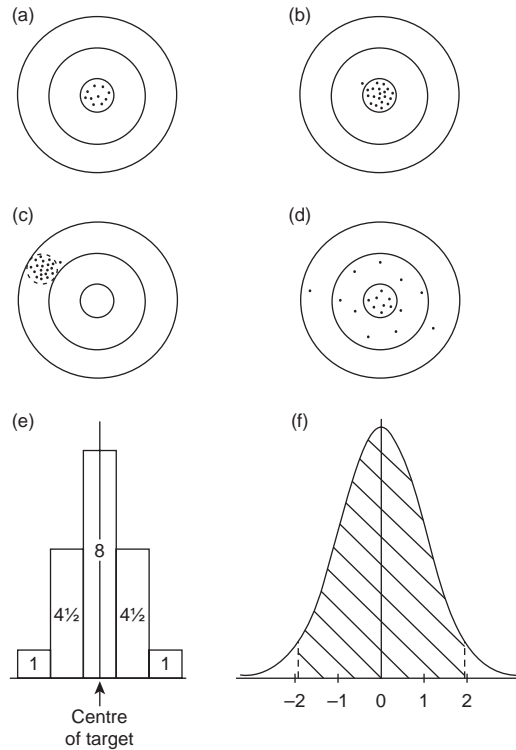 (a)
(b)
(c)
(d)
(e)
(f)
8
4½
4½
1
1
Centre
of target
–2
–1
0
1
2